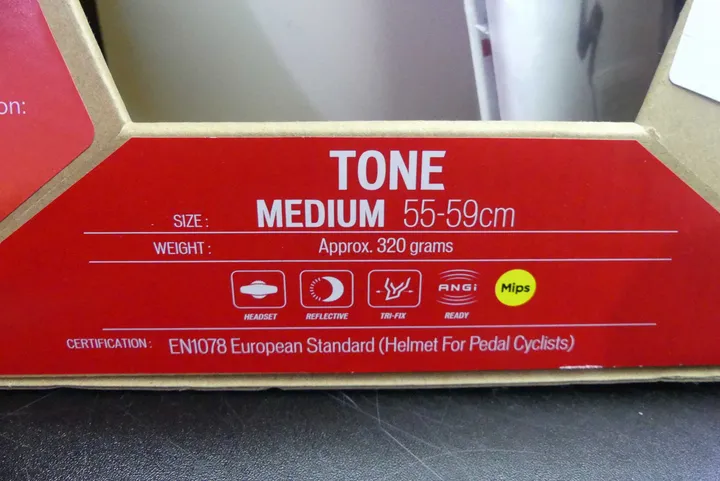 on:
TONE
SIZE: MEDIUM 55-59cm
WEIGHT: Approx. 320 grams
ANGi Mips
HEADSET REFLECTIVE TRI-FIX READY
CERTIFICATION: EN1078 European Standard (Helmet For Pedal Cyclists)